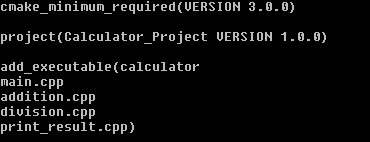 cmake_minimum_required(VERSION 3.0.0)
project(Calculator_Project VERSION 1.0.0)
add_executable(calculator
main.cpp
addition.cpp
division.cpp
print_result.cpp)